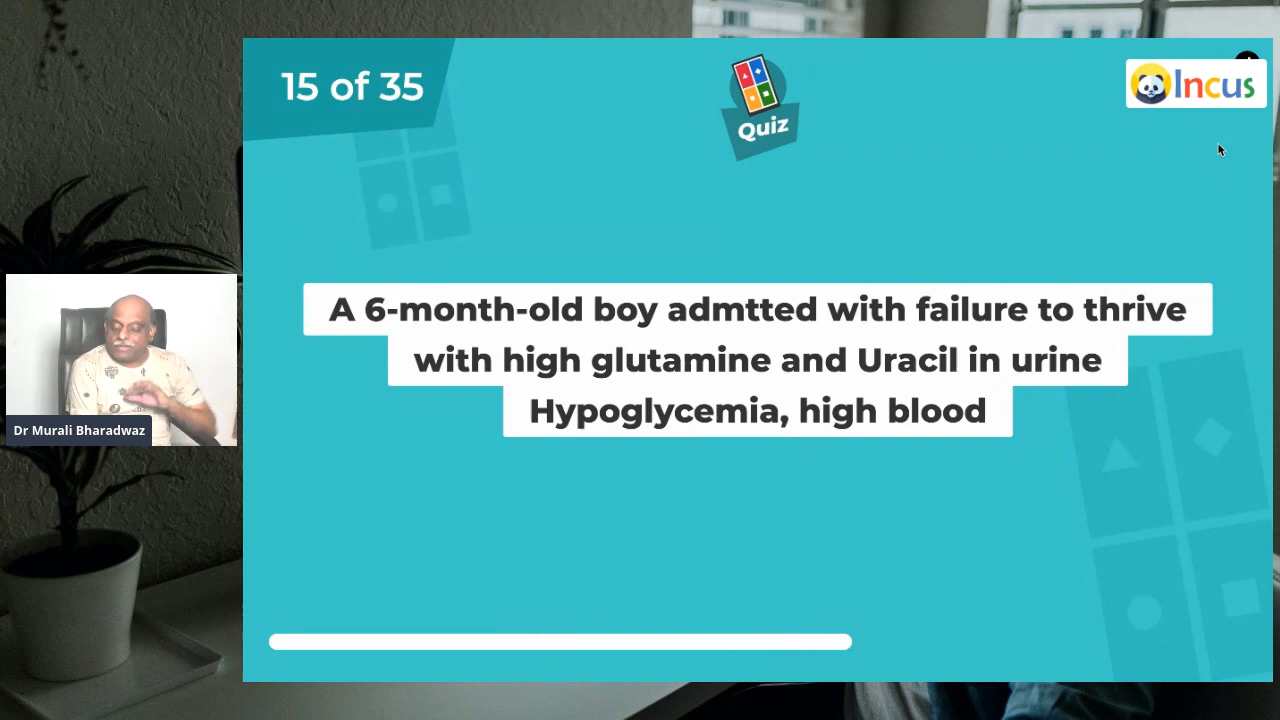 15 of 35
Quiz
Incus
A 6-month-old boy admtted with failure to thrive
with high glutamine and Uracil in urine
Hypoglycemia, high blood
Dr Murali Bharadwaz